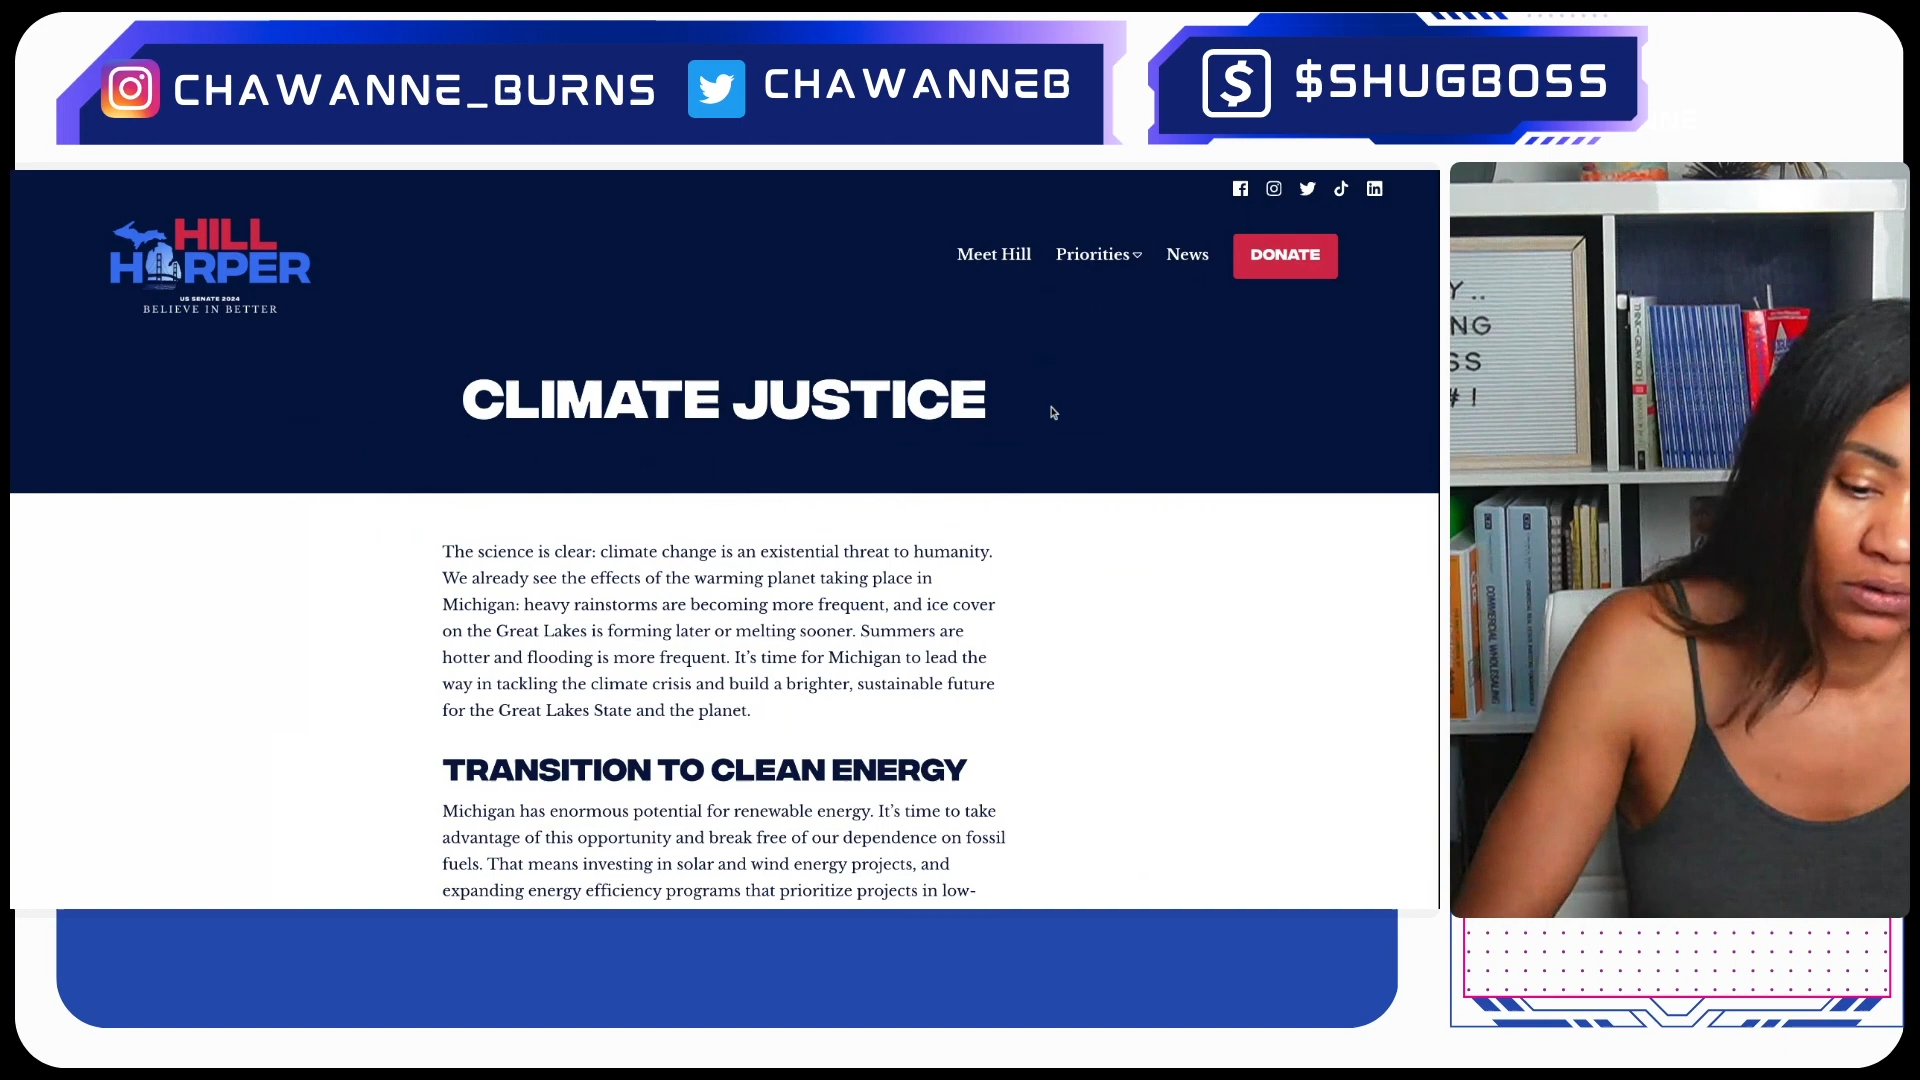 CHAWANNE_BURNS
CHAWANNEB
$SHUGBOSS
HILL
HARPER
US SENATE 2024
BELIEVE IN BETTER
Meet Hill
Priorities
News
DONATE
CLIMATE JUSTICE
The science is clear: climate change is an existential threat to humanity.
We already see the effects of the warming planet taking place in
Michigan: heavy rainstorms are becoming more frequent, and ice cover
on the Great Lakes is forming later or melting sooner. Summers are
hotter and flooding is more frequent. It’s time for Michigan to lead the
way in tackling the climate crisis and build a brighter, sustainable future
for the Great Lakes State and the planet.
TRANSITION TO CLEAN ENERGY
Michigan has enormous potential for renewable energy. It’s time to take
advantage of this opportunity and break free of our dependence on fossil
fuels. That means investing in solar and wind energy projects, and
expanding energy efficiency programs that prioritize projects in low-
Y..
NG
SS
#!
COMMERCIAL WHOLESALING